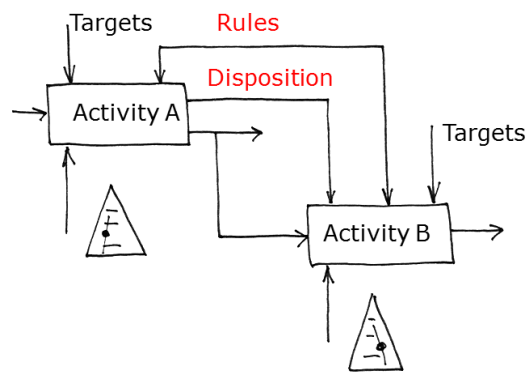 Targets
Rules
Disposition
Activity A
Targets
Activity B